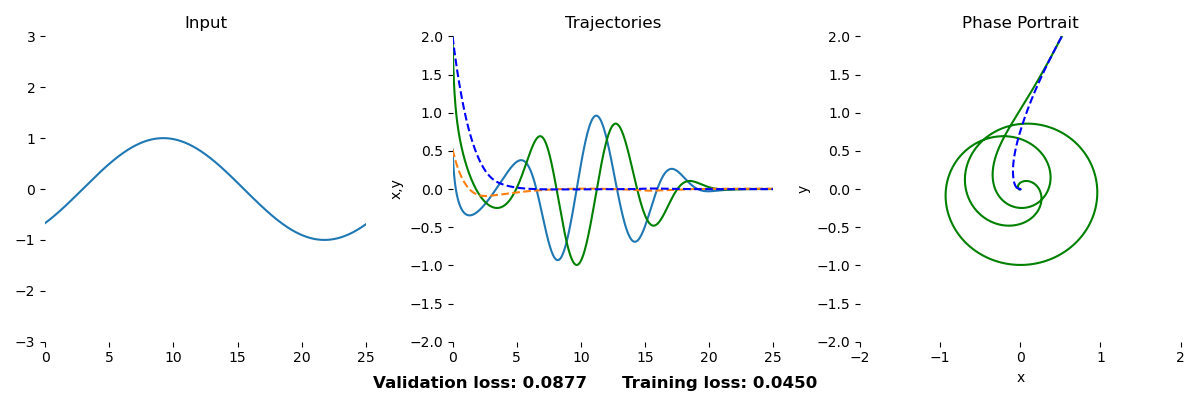 Input
3
2
1
0
−1
−2
−3
0 5 10 15 20 25
Trajectories
x,y
2.0
1.5
1.0
0.5
0.0
−0.5
−1.0
−1.5
−2.0
0 5 10 15 20 25
Phase Portrait
y
2.0
1.5
1.0
0.5
0.0
−0.5
−1.0
−1.5
−2.0
−2 −1 0 1 2
x
Validation loss: 0.0877 Training loss: 0.0450